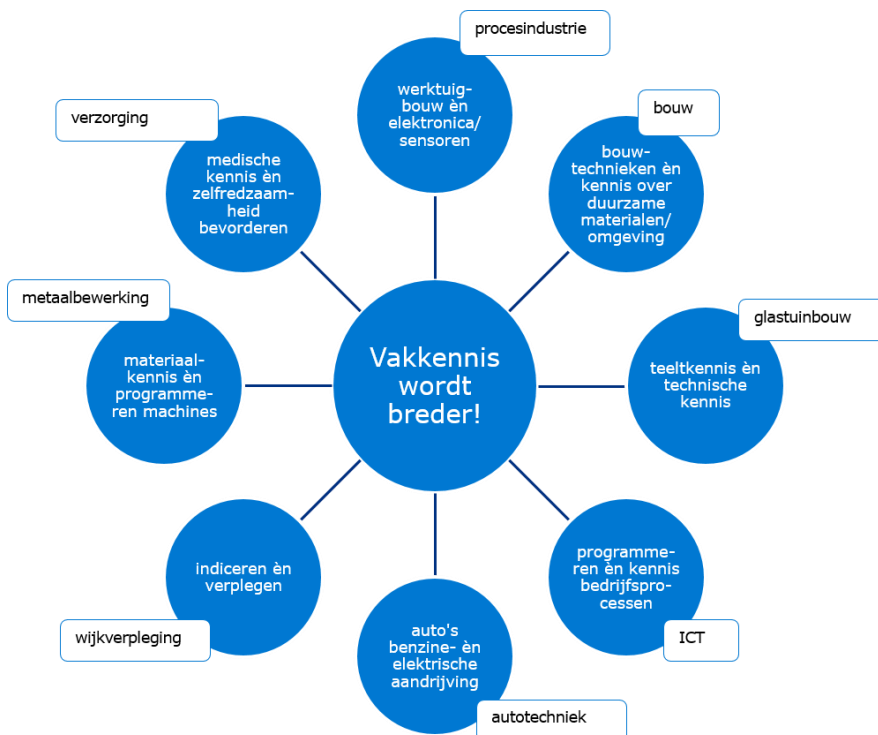 procesindustrie
werktuig-
bouw èn
elektronica/
sensoren
bouw
bouw-
technieken èn
kennis over
duurzame
materialen/
omgeving
glastuinbouw
teeltkennis èn
technische
kennis
programme-
ren èn kennis
bedrijfspro-
cessen
ICT
auto's
benzine- èn
elektrische
aandrijving
autotechniek
indiceren èn
verplegen
wijkverpleging
metaalbewerking
materiaal-
kennis èn
programme-
ren machines
verzorging
medische
kennis èn
zelfredzaam-
heid
bevorderen
Vakkennis
wordt
breder!